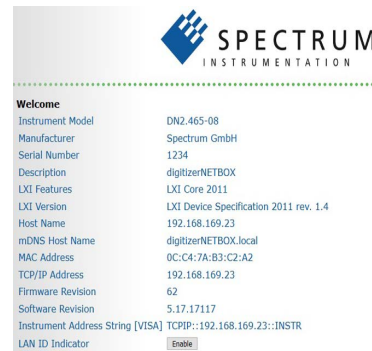 SPECTRUM
INSTRUMENTATION
Welcome
Instrument Model DN2.465-08
Manufacturer Spectrum GmbH
Serial Number 1234
Description digitizerNETBOX
LXI Features LXI Core 2011
LXI Version LXI Device Specification 2011 rev. 1.4
Host Name 192.168.169.23
mDNS Host Name digitizerNETBOX.local
MAC Address 0C:C4:7A:B3:C2:A2
TCP/IP Address 192.168.169.23
Firmware Revision 62
Software Revision 5.17.17117
Instrument Address String [VISA] TCPIP::192.168.169.23::INSTR
LAN ID Indicator Enable